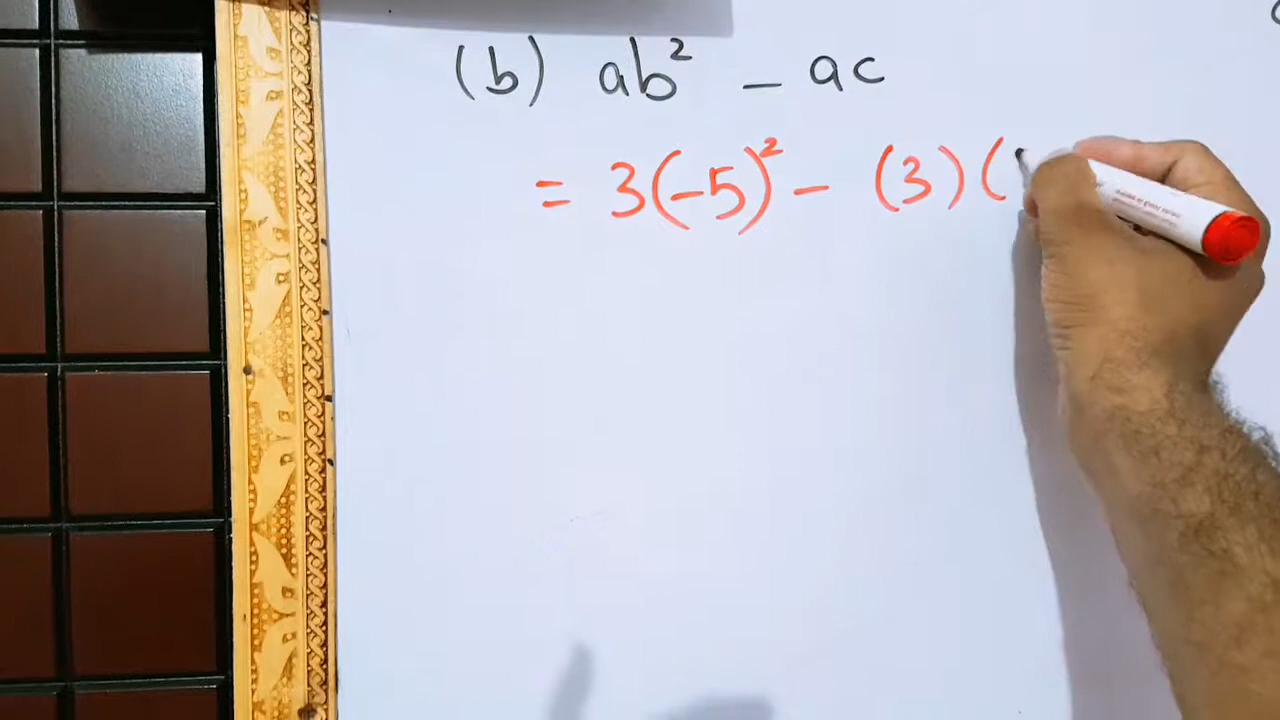 (b) ab² – ac
= 3(-5)² – (3)(